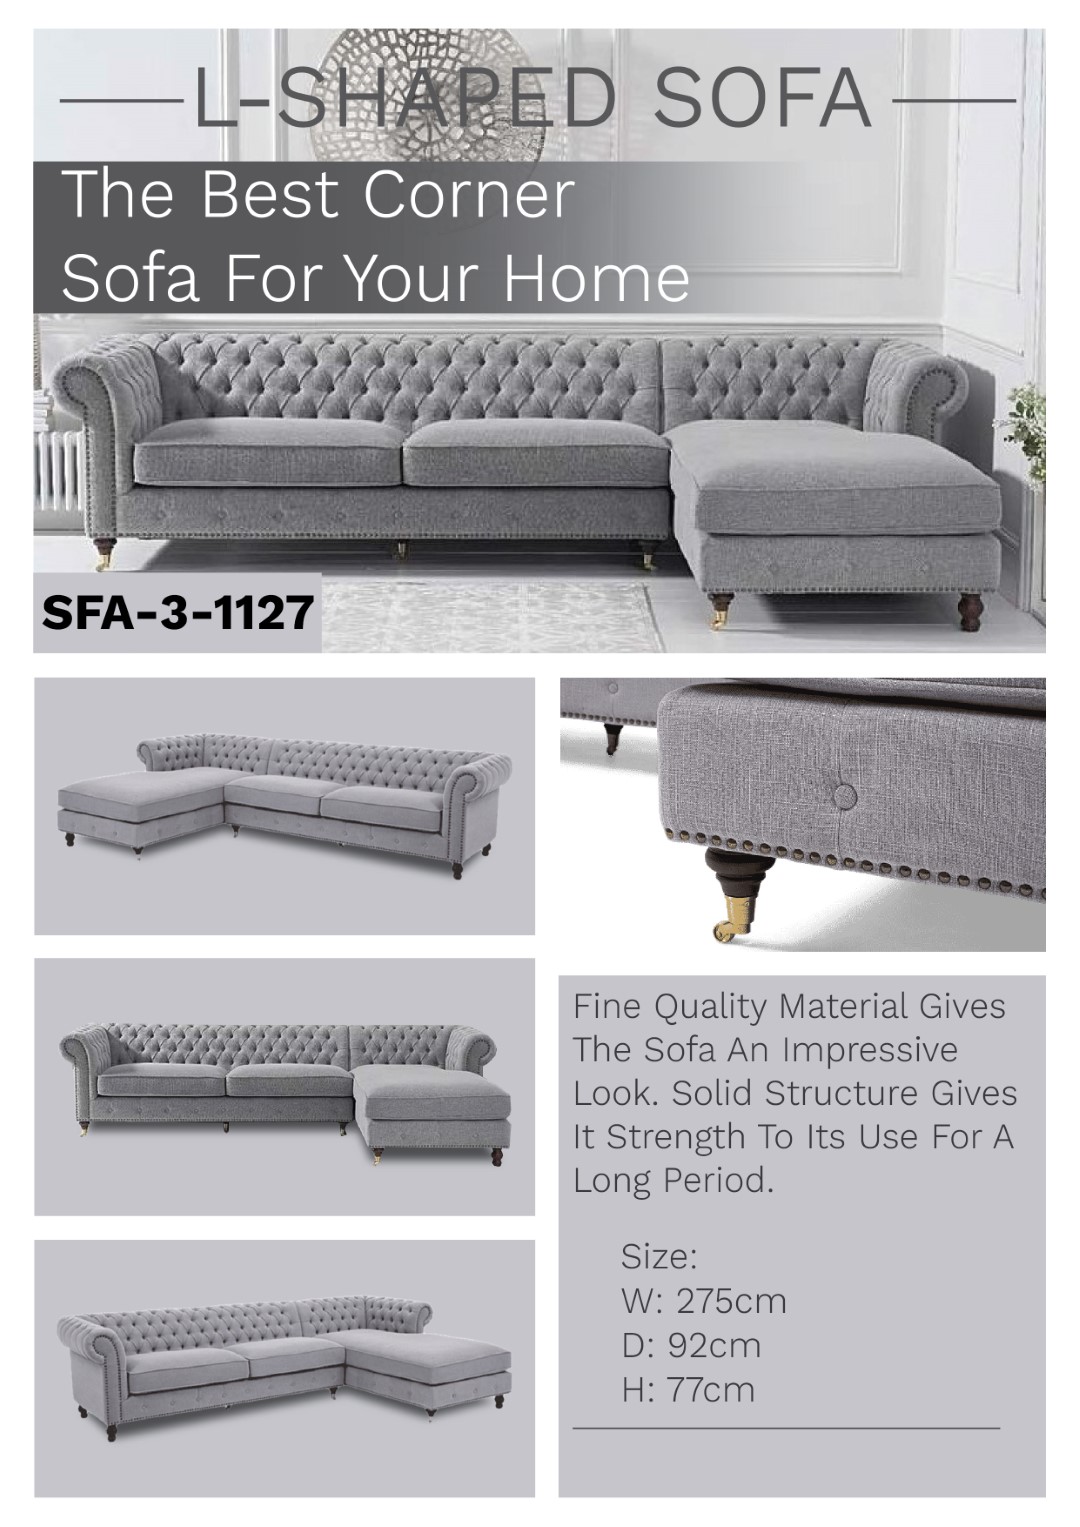 L-SHAPED SOFA
The Best Corner
Sofa For Your Home
SFA-3-1127
Fine Quality Material Gives
The Sofa An Impressive
Look. Solid Structure Gives
It Strength To Its Use For A
Long Period.
Size:
W: 275cm
D: 92cm
H: 77cm